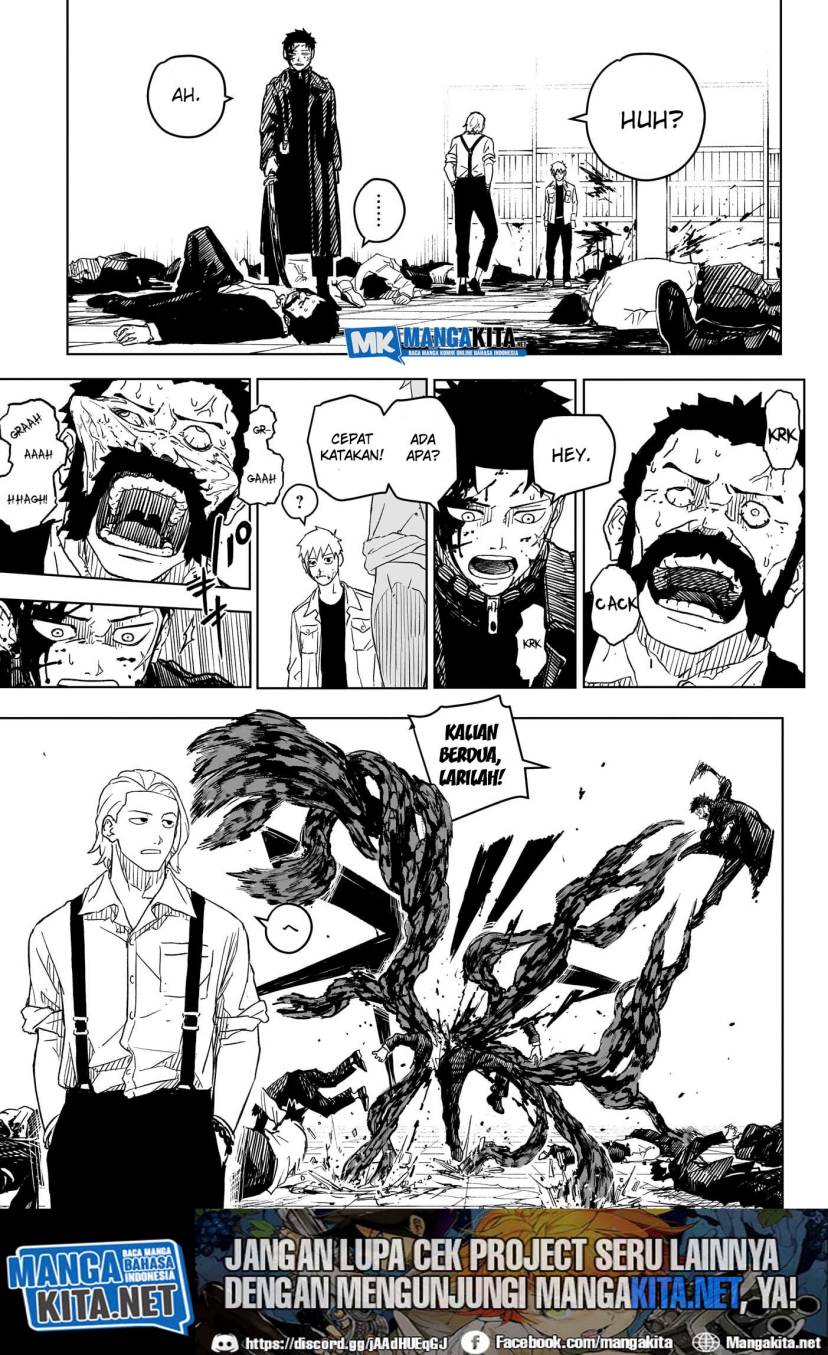 HUH?
AH.
......
MK MANGAKITA.NET
BACA MANGA KOMIK ONLINE BAHASA INDONESIA
KRK
CACK
HEY.
KRK
ADA
APA?
CEPAT
KATAKAN!
?
GR-
GAAH
GRAAH
AAAH
HHAGH!
KALIAN
BERDUA,
LARILAH!
MANGA
KITA.NET
BACA MANGA
BAHASA
INDONESIA
JANGAN LUPA CEK PROJECT SERU LAINNYA
DENGAN MENGUNJUNGI MANGAKITA.NET, YA!
https://discord.gg/jAAdHUEqGJ
Facebook.com/mangakita
Mangakita.net